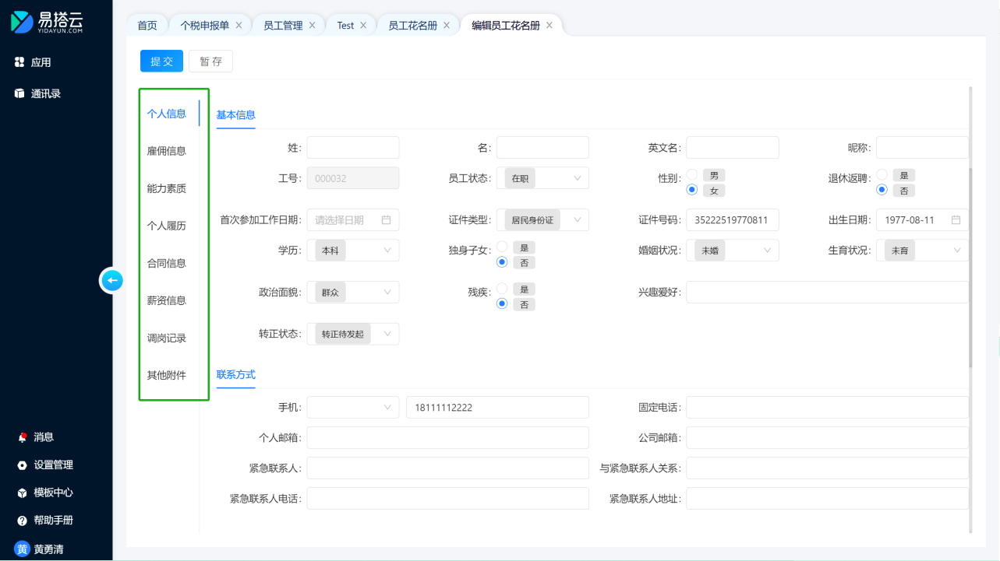 易搭云
YIDAYUN.COM
应用
通讯录
消息
设置管理
模板中心
帮助手册
黄 黄勇清
首页 个税申报单 × 员工管理 × Test × 员工花名册 × 编辑员工花名册 ×
提 交 暂 存
个人信息
雇佣信息
能力素质
个人履历
合同信息
薪资信息
调岗记录
其他附件
基本信息
姓: 名: 英文名: 昵称:
工号: 000032 员工状态: 在职 性别: 男 女 退休返聘: 是 否
首次参加工作日期: 请选择日期 证件类型: 居民身份证 证件号码: 35222519770811 出生日期: 1977-08-11
学历: 本科 独身子女: 是 否 婚姻状况: 未婚 生育状况: 未育
政治面貌: 群众 残疾: 是 否 兴趣爱好:
转正状态: 转正待发起
联系方式
手机: 18111112222 固定电话:
个人邮箱: 公司邮箱:
紧急联系人: 与紧急联系人关系:
紧急联系人电话: 紧急联系人地址: